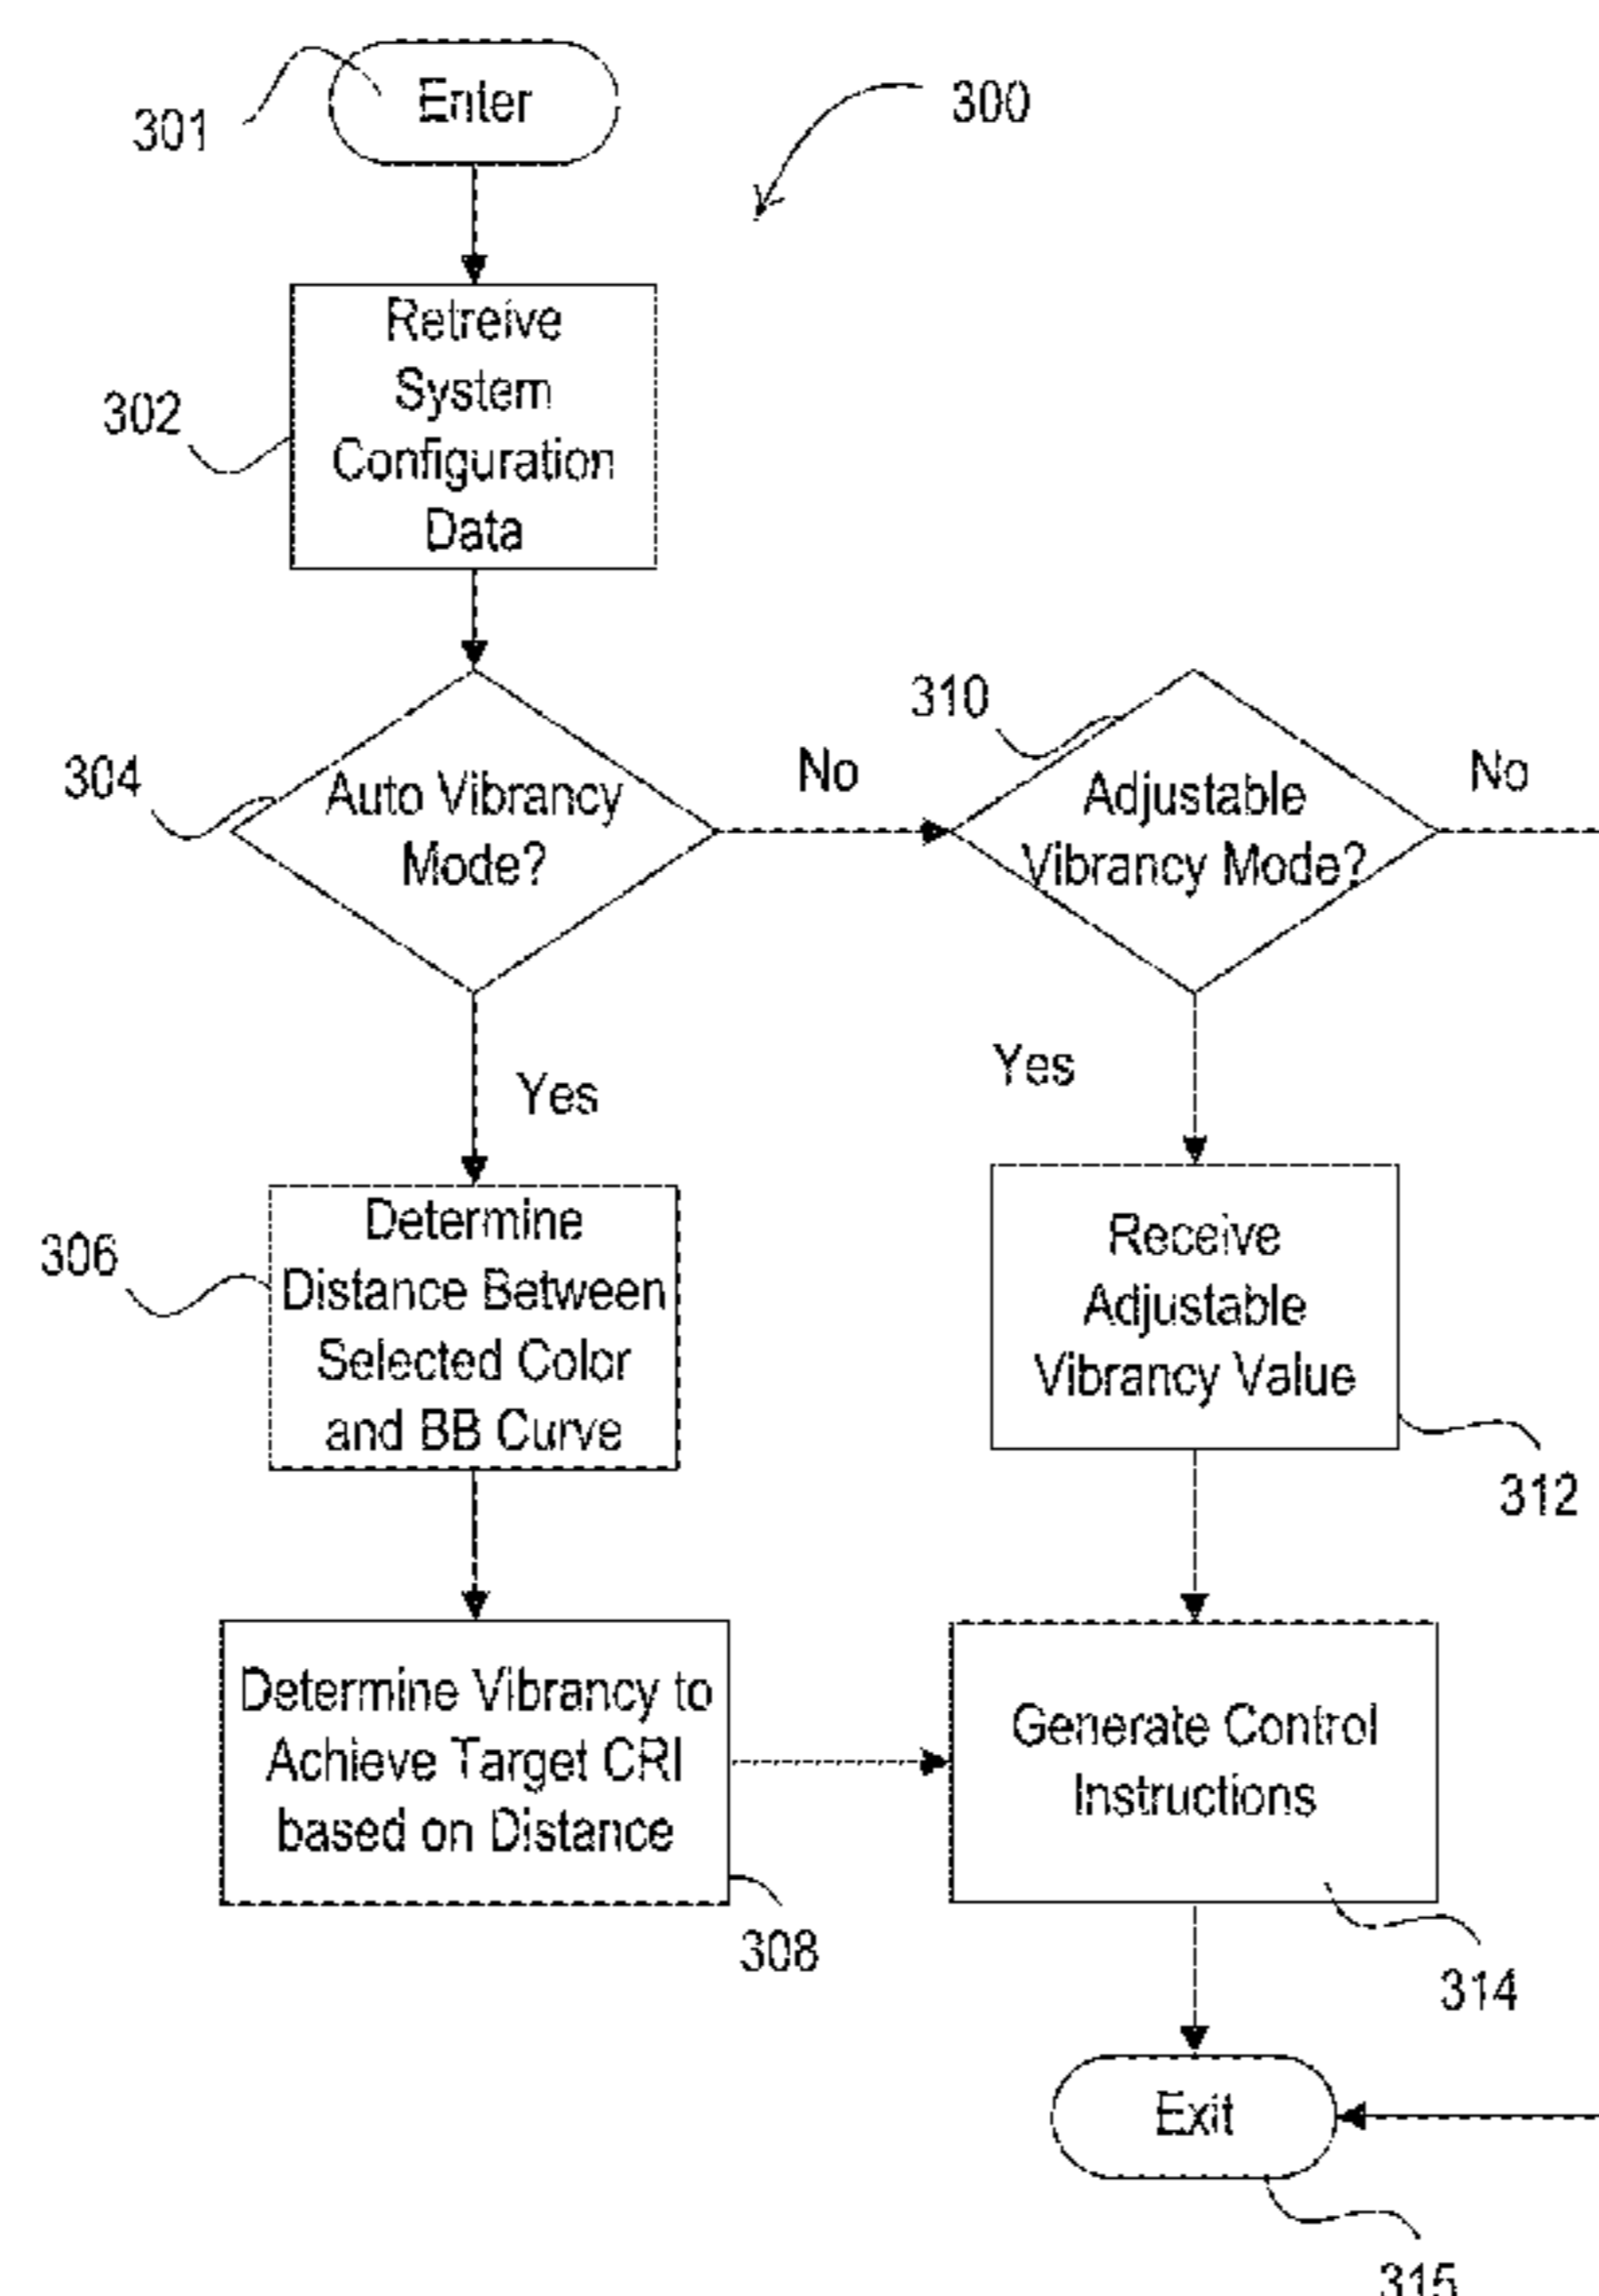 Enter
301
300
Retreive
System
Configuration
Data
302
304
Auto Vibrancy
Mode?
No
310
Adjustable
Vibrancy Mode?
No
Yes
Yes
306
Determine
Distance Between
Selected Color
and BB Curve
Receive
Adjustable
Vibrancy Value
312
Determine Vibrancy to
Achieve Target CRI
based on Distance
308
Generate Control
Instructions
314
Exit
315